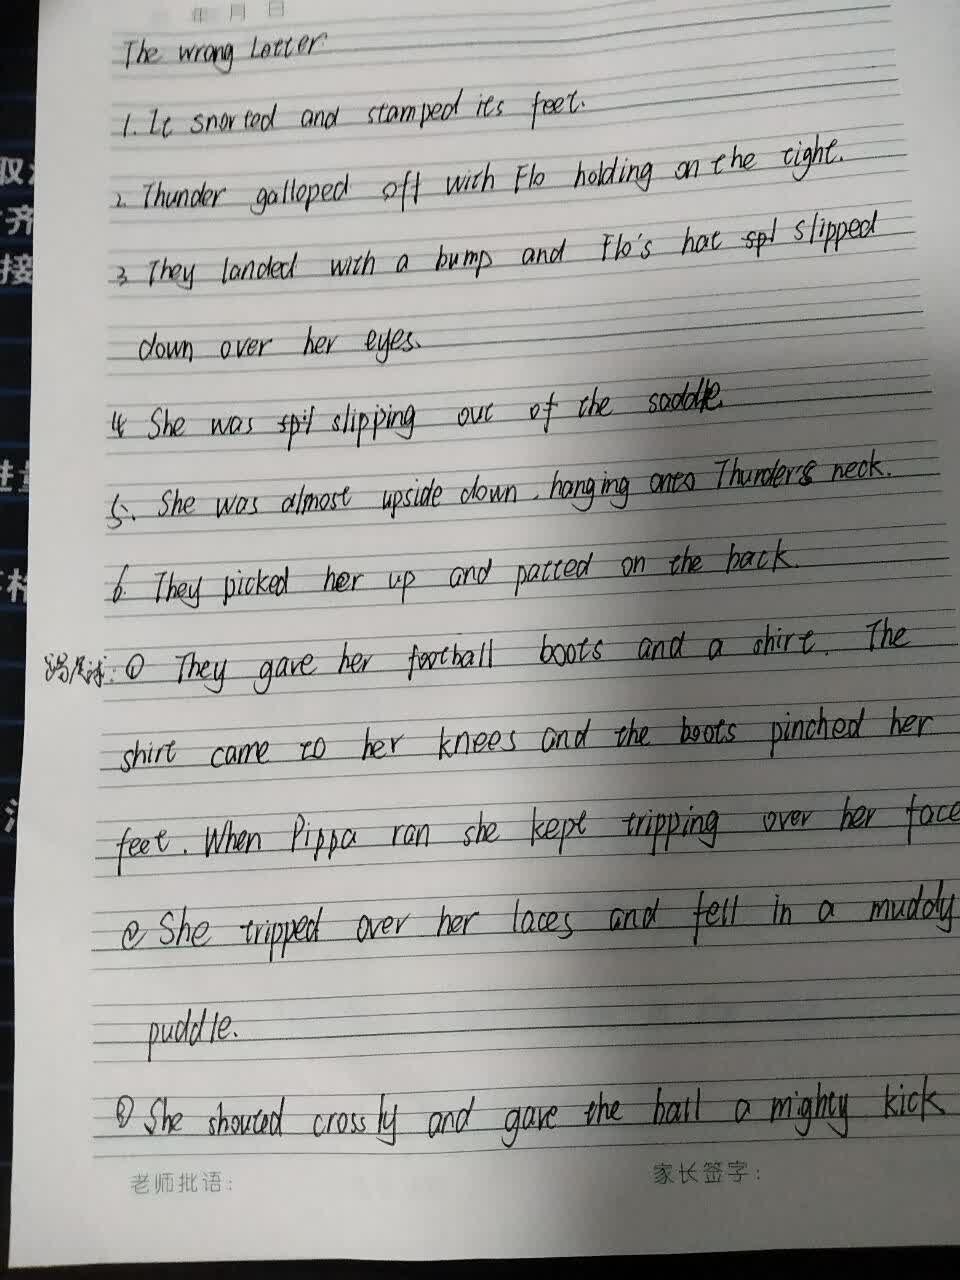 年 月 日
The wrong Letter
1. It snorted and stamped its feet.
2. Thunder galloped off with Flo holding on the tight.
3 They landed with a bump and Flo's hat spl slipped
down over her eyes.
4 She was spil slipping out of the saddle.
5. She was almost upside down, hanging onto Thunder's neck.
6. They picked her up and patted on the back.
① They gave her football boots and a shirt. The
shirt came to her knees and the boots pinched her
feet. When Pippa ran she kept tripping over her face
② She tripped over her laces and fell in a muddy
puddle.
③ She shouted crossly and gave the ball a mighty kick
老师批语: 家长签字: